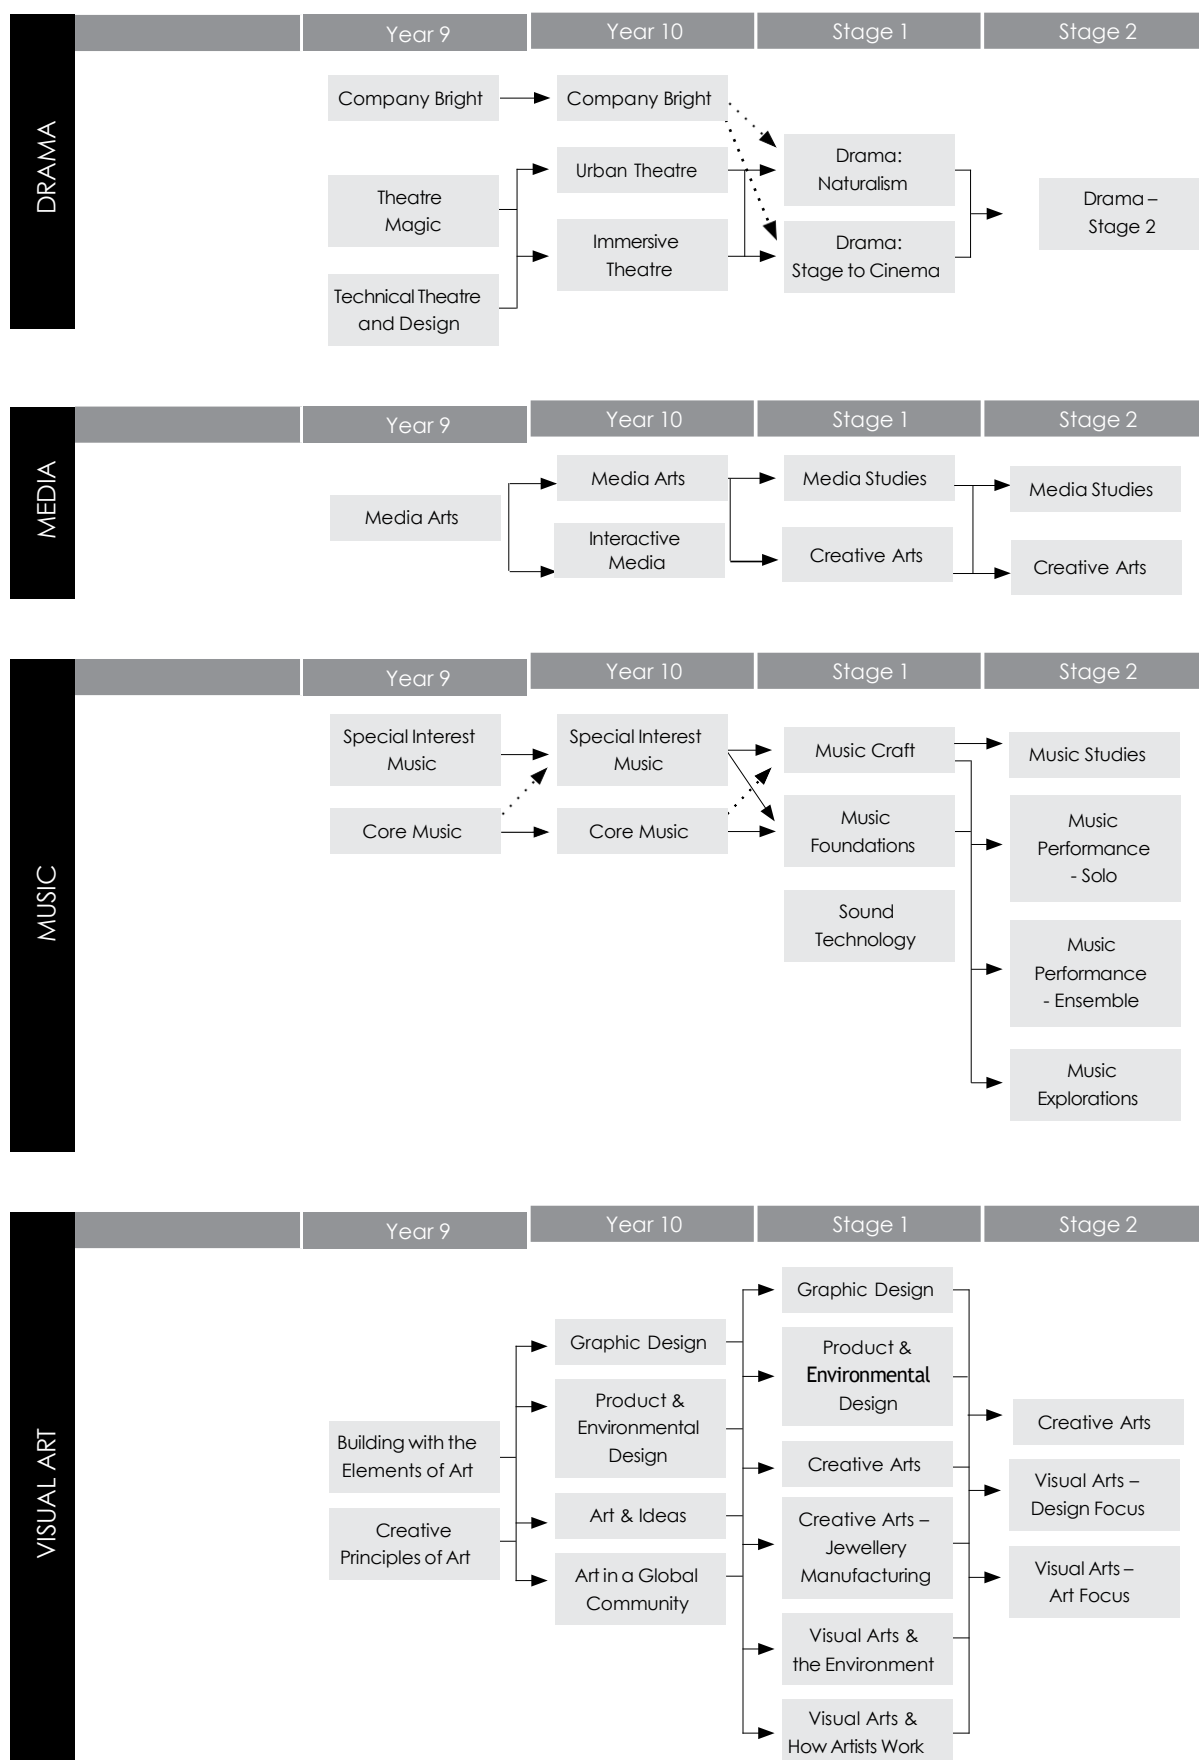 DRAMA
Year 9
Year 10
Stage 1
Stage 2
Company Bright
Company Bright
Drama:
Naturalism
Urban Theatre
Theatre
Magic
Drama –
Stage 2
Immersive
Theatre
Drama:
Stage to Cinema
Technical Theatre
and Design
MEDIA
Year 9
Year 10
Stage 1
Stage 2
Media Arts
Media Arts
Interactive
Media
Media Studies
Creative Arts
Media Studies
Creative Arts
MUSIC
Year 9
Year 10
Stage 1
Stage 2
Special Interest
Music
Core Music
Special Interest
Music
Core Music
Music Craft
Music
Foundations
Sound
Technology
Music Studies
Music
Performance
- Solo
Music
Performance
- Ensemble
Music
Explorations
VISUAL ART
Year 9
Year 10
Stage 1
Stage 2
Building with the
Elements of Art
Creative
Principles of Art
Graphic Design
Product &
Environmental
Design
Art & Ideas
Art in a Global
Community
Graphic Design
Product &
Environmental
Design
Creative Arts
Creative Arts –
Jewellery
Manufacturing
Visual Arts &
the Environment
Visual Arts &
How Artists Work
Creative Arts
Visual Arts –
Design Focus
Visual Arts –
Art Focus